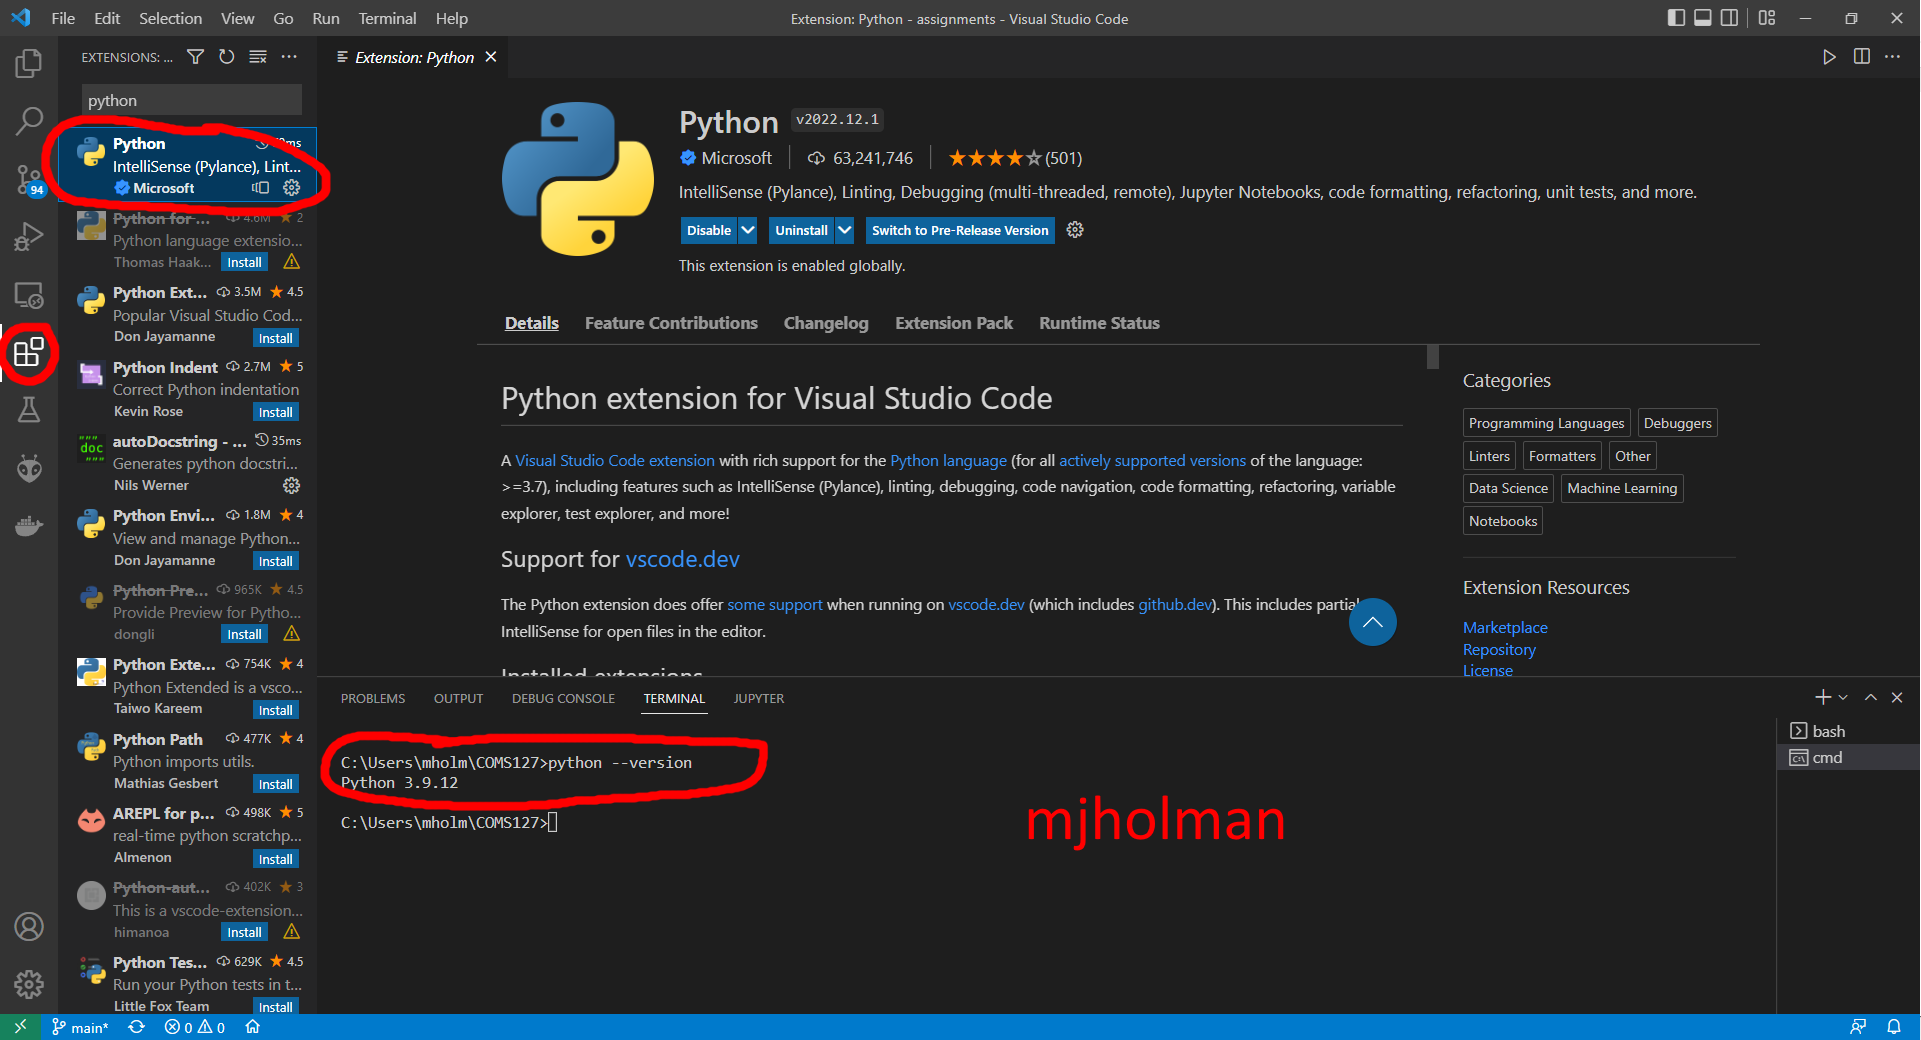 File Edit Selection View Go Run Terminal Help
Extension: Python - assignments - Visual Studio Code
EXTENSIONS: ...
python
Python
IntelliSense (Pylance), Lint...
Microsoft
94
Python for ... 4.6M 2
Python language extensio...
Thomas Haak... Install
Python Ext... 3.5M 4.5
Popular Visual Studio Cod...
Don Jayamanne Install
Python Indent 2.7M 5
Correct Python indentation
Kevin Rose Install
""" doc """
autoDocstring - ... 35ms
Generates python docstri...
Nils Werner
Python Envi... 1.8M 4
View and manage Python...
Don Jayamanne Install
Python Pre... 965K 4.5
Provide Preview for Pytho...
dongli Install
Python Exte... 754K 4
Python Extended is a vsco...
Taiwo Kareem Install
Python Path 477K 4
Python imports utils.
Mathias Gesbert Install
AREPL for p... 498K 5
real-time python scratchp...
Almenon Install
Python-aut... 402K 3
This is a vscode-extension...
himanoa Install
Python Tes... 629K 4.5
Run your Python tests in t...
Little Fox Team Install
Extension: Python
Python v2022.12.1
Microsoft 63,241,746 (501)
IntelliSense (Pylance), Linting, Debugging (multi-threaded, remote), Jupyter Notebooks, code formatting, refactoring, unit tests, and more.
Disable Uninstall Switch to Pre-Release Version
This extension is enabled globally.
Details Feature Contributions Changelog Extension Pack Runtime Status
Python extension for Visual Studio Code
A Visual Studio Code extension with rich support for the Python language (for all actively supported versions of the language:
>=3.7), including features such as IntelliSense (Pylance), linting, debugging, code navigation, code formatting, refactoring, variable
explorer, test explorer, and more!
Support for vscode.dev
The Python extension does offer some support when running on vscode.dev (which includes github.dev). This includes partial
IntelliSense for open files in the editor.
Installed extensions
Categories
Programming Languages Debuggers
Linters Formatters Other
Data Science Machine Learning
Notebooks
Extension Resources
Marketplace
Repository
License
PROBLEMS OUTPUT DEBUG CONSOLE TERMINAL JUPYTER
C:\Users\mholm\COMS127>python --version
Python 3.9.12
C:\Users\mholm\COMS127>
mjholman
bash
cmd
main* 0 0